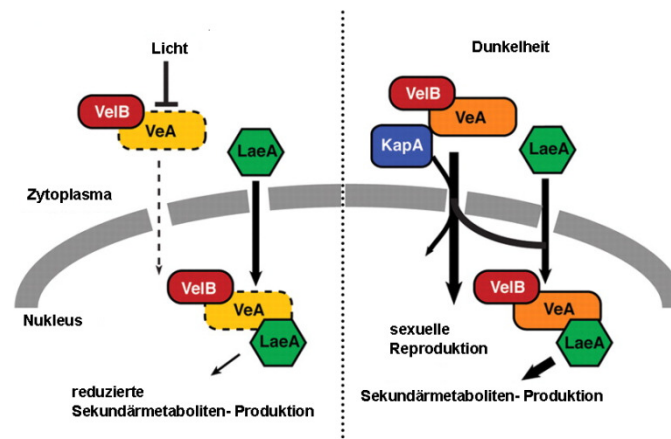 Licht
Dunkelheit
VelB
VeA
LaeA
VelB
VeA
KapA
LaeA
Zytoplasma
Nukleus
VelB
VeA
LaeA
reduzierte
Sekundärmetaboliten- Produktion
VelB
VeA
LaeA
sexuelle
Reproduktion
Sekundärmetaboliten- Produktion